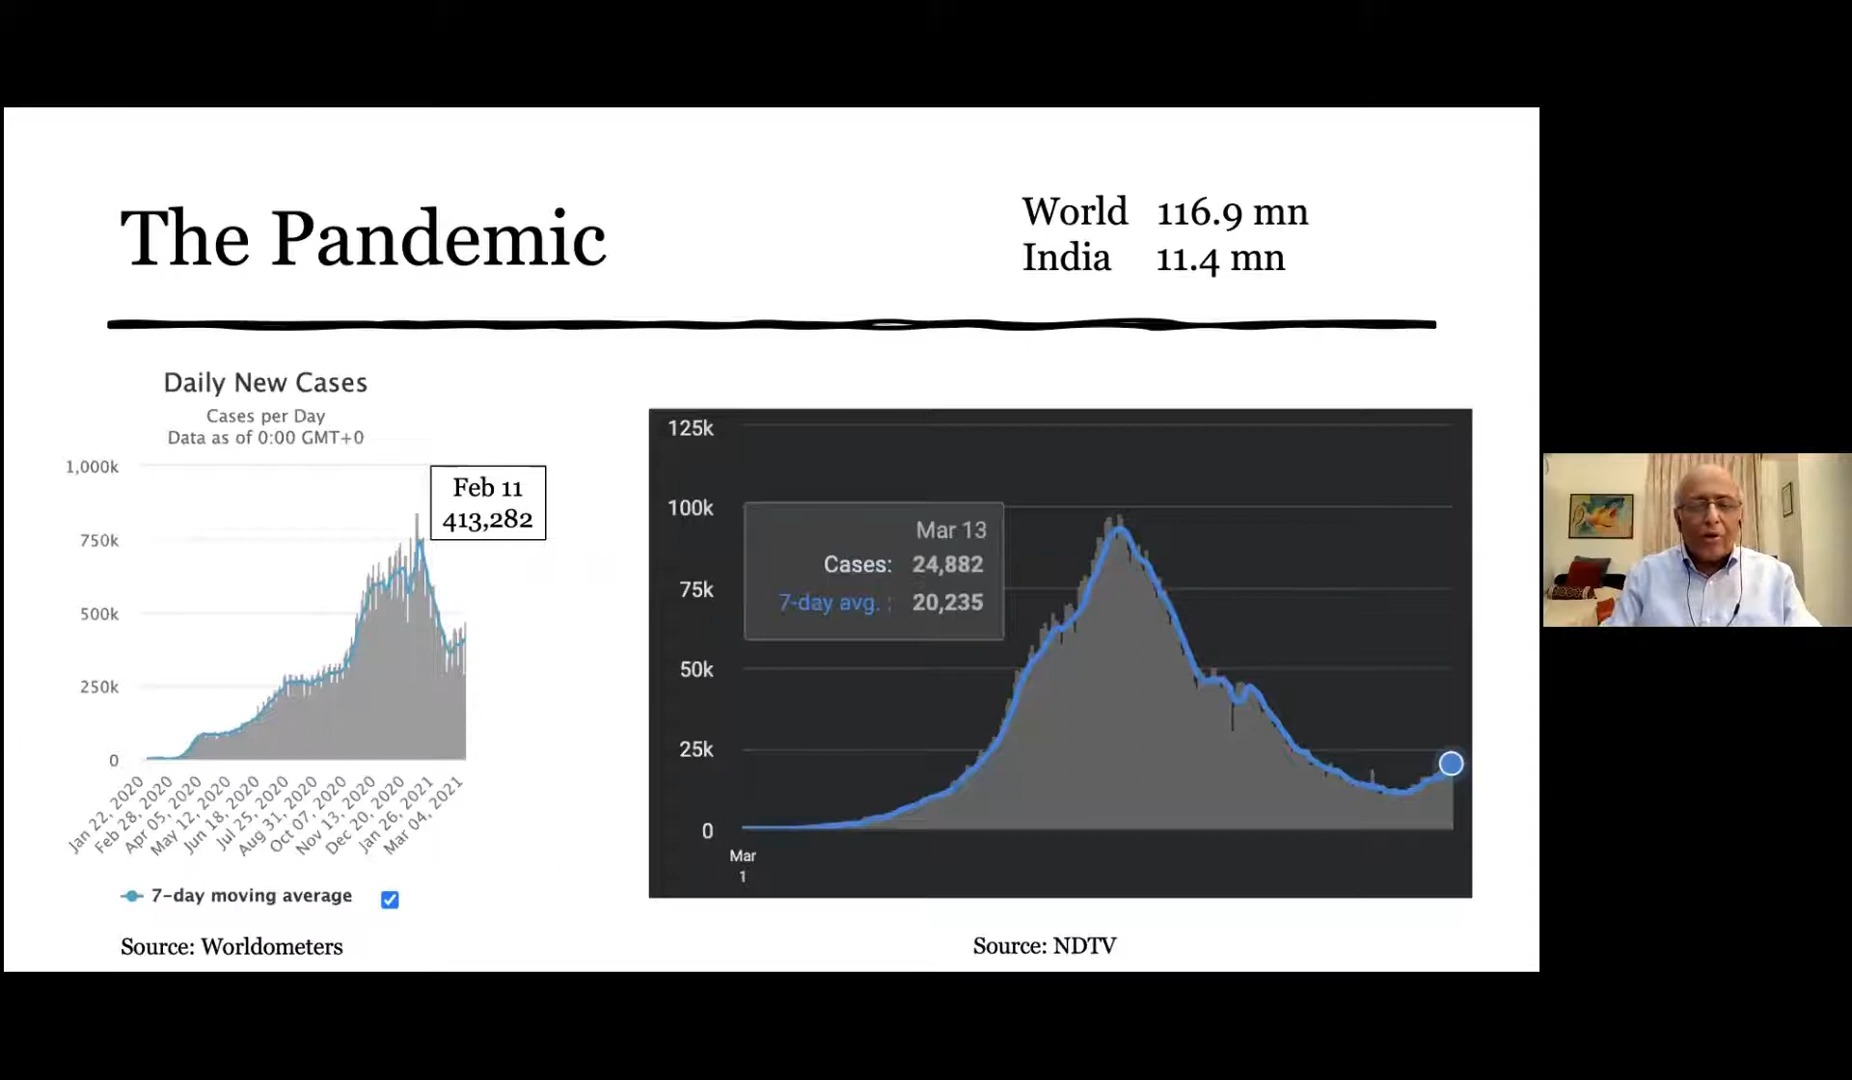 The Pandemic
World 116.9 mn
India 11.4 mn
Daily New Cases
Cases per Day
Data as of 0:00 GMT+0
1,000k
750k
500k
250k
0
Feb 11
413,282
Jan 22, 2020
Feb 28, 2020
Apr 05, 2020
May 12, 2020
Jun 18, 2020
Jul 25, 2020
Aug 31, 2020
Oct 07, 2020
Nov 13, 2020
Dec 20, 2020
Jan 26, 2021
Mar 04, 2021
7-day moving average
Source: Worldometers
125k
100k
75k
50k
25k
0
Mar 13
Cases: 24,882
7-day avg. : 20,235
Mar
1
Source: NDTV